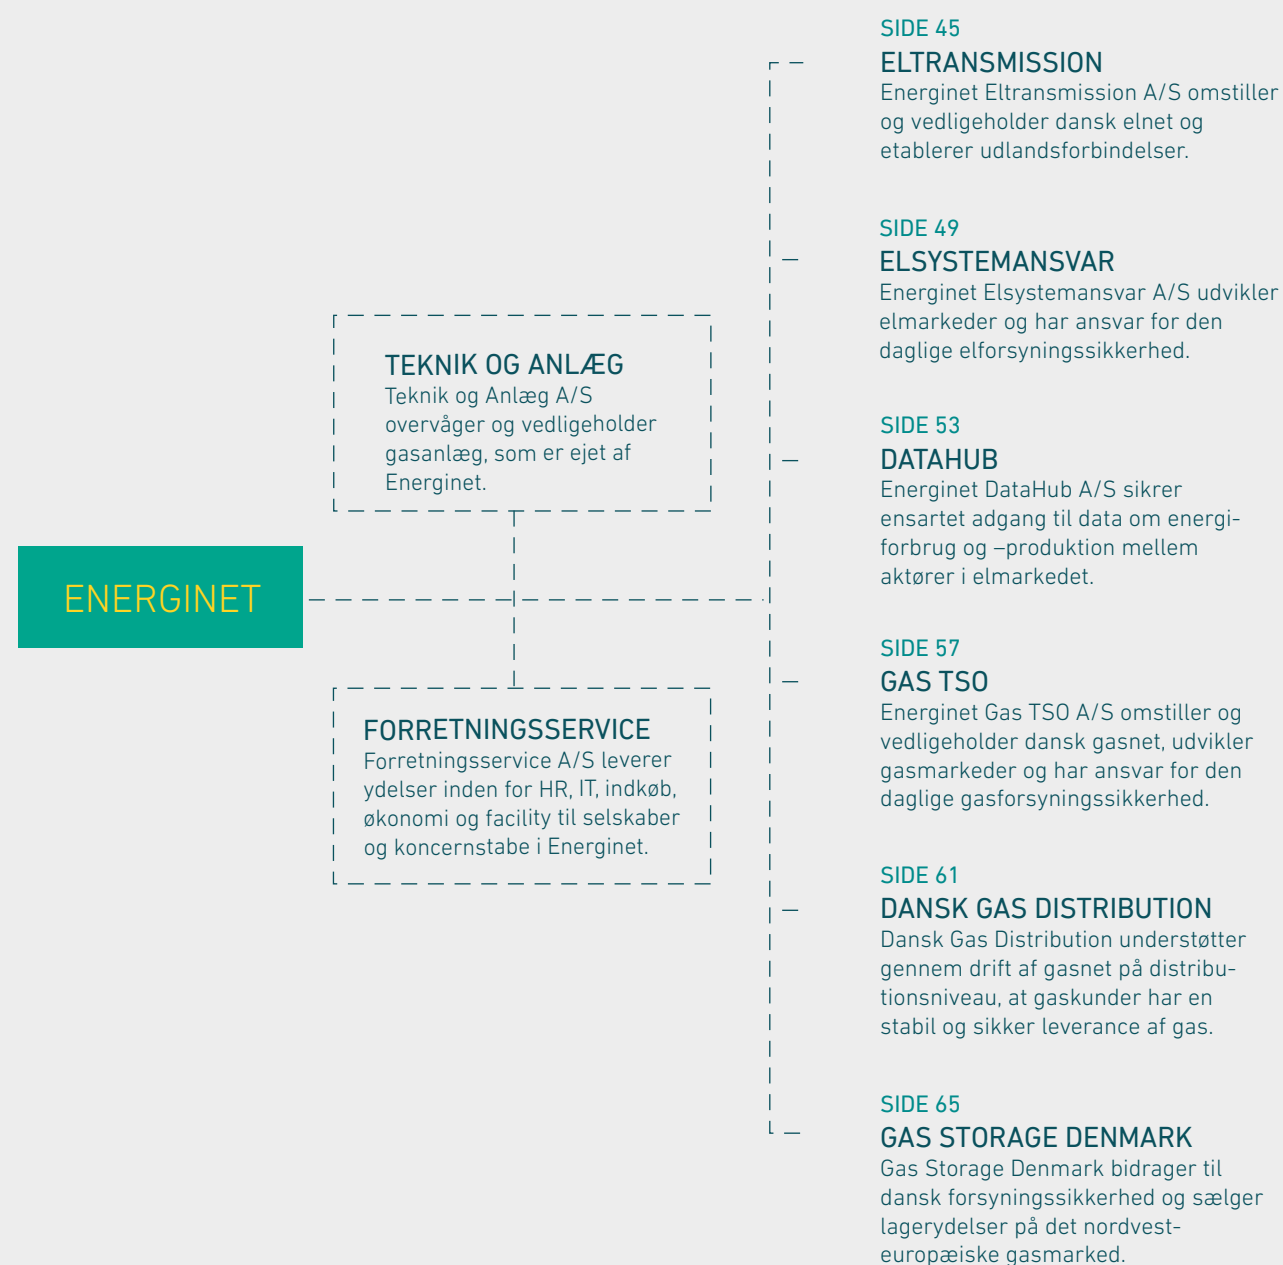 ENERGINET
TEKNIK OG ANLÆG
Teknik og Anlæg A/S
overvåger og vedligeholder
gasanlæg, som er ejet af
Energinet.
FORRETNINGSSERVICE
Forretningsservice A/S leverer
ydelser inden for HR, IT, indkøb,
økonomi og facility til selskaber
og koncernstabe i Energinet.
SIDE 45
ELTRANSMISSION
Energinet Eltransmission A/S omstiller
og vedligeholder dansk elnet og
etablerer udlandsforbindelser.
SIDE 49
ELSYSTEMANSVAR
Energinet Elsystemansvar A/S udvikler
elmarkeder og har ansvar for den
daglige elforsyningssikkerhed.
SIDE 53
DATAHUB
Energinet DataHub A/S sikrer
ensartet adgang til data om energi-
forbrug og –produktion mellem
aktører i elmarkedet.
SIDE 57
GAS TSO
Energinet Gas TSO A/S omstiller og
vedligeholder dansk gasnet, udvikler
gasmarkeder og har ansvar for den
daglige gasforsyningssikkerhed.
SIDE 61
DANSK GAS DISTRIBUTION
Dansk Gas Distribution understøtter
gennem drift af gasnet på distribu-
tionsniveau, at gaskunder har en
stabil og sikker leverance af gas.
SIDE 65
GAS STORAGE DENMARK
Gas Storage Denmark bidrager til
dansk forsyningssikkerhed og sælger
lagerydelser på det nordvest-
europæiske gasmarked.